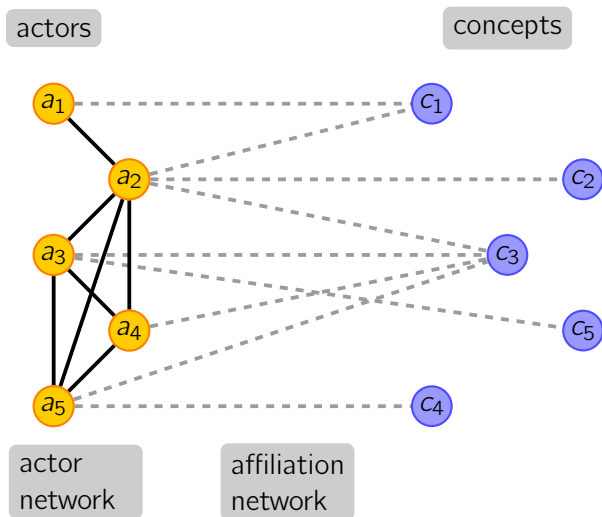 actors
concepts
a1
c1
a2
c2
a3
c3
a4
c5
a5
c4
actor
network
affiliation
network